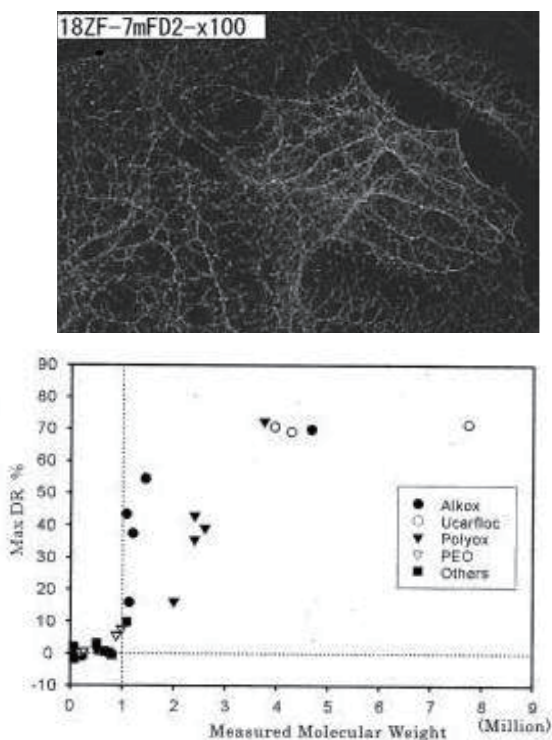 18ZF-7mFD2-x100
90
80
70
60
50
40
30
20
10
0
-10
Max DR %
Alkox
Ucarfloc
Polyox
PEO
Others
0 1 2 3 4 5 6 7 8 9
Measured Molecular Weight (Million)